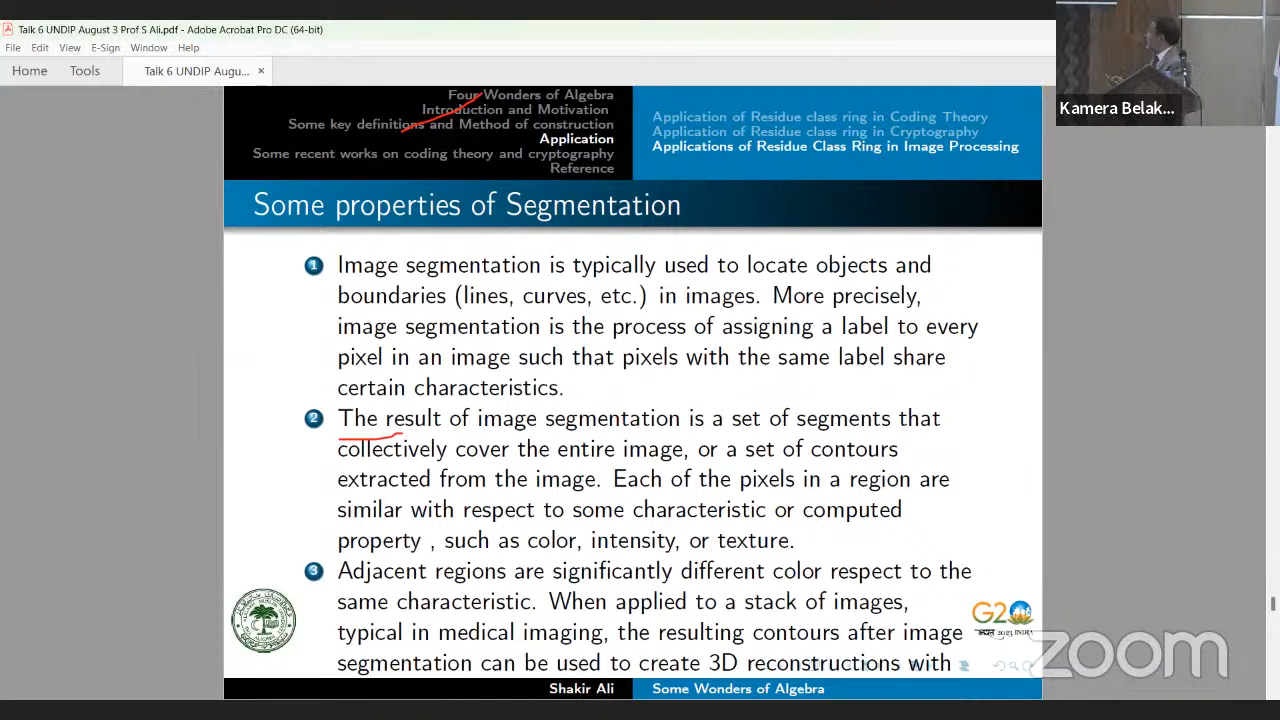 Talk 6 UNDIP August 3 Prof S Ali.pdf - Adobe Acrobat Pro DC (64-bit)
File Edit View E-Sign Window Help
Home Tools Talk 6 UNDIP Augu... ×
Kamera Belak...
Four Wonders of Algebra
Introduction and Motivation
Some key definitions and Method of construction
Application
Some recent works on coding theory and cryptography
Reference
Application of Residue class ring in Coding Theory
Application of Residue class ring in Cryptography
Applications of Residue Class Ring in Image Processing
Some properties of Segmentation
1 Image segmentation is typically used to locate objects and
boundaries (lines, curves, etc.) in images. More precisely,
image segmentation is the process of assigning a label to every
pixel in an image such that pixels with the same label share
certain characteristics.
2 The result of image segmentation is a set of segments that
collectively cover the entire image, or a set of contours
extracted from the image. Each of the pixels in a region are
similar with respect to some characteristic or computed
property , such as color, intensity, or texture.
3 Adjacent regions are significantly different color respect to the
same characteristic. When applied to a stack of images,
typical in medical imaging, the resulting contours after image
segmentation can be used to create 3D reconstructions with
G20
2023 INDIA
zoom
Shakir Ali Some Wonders of Algebra